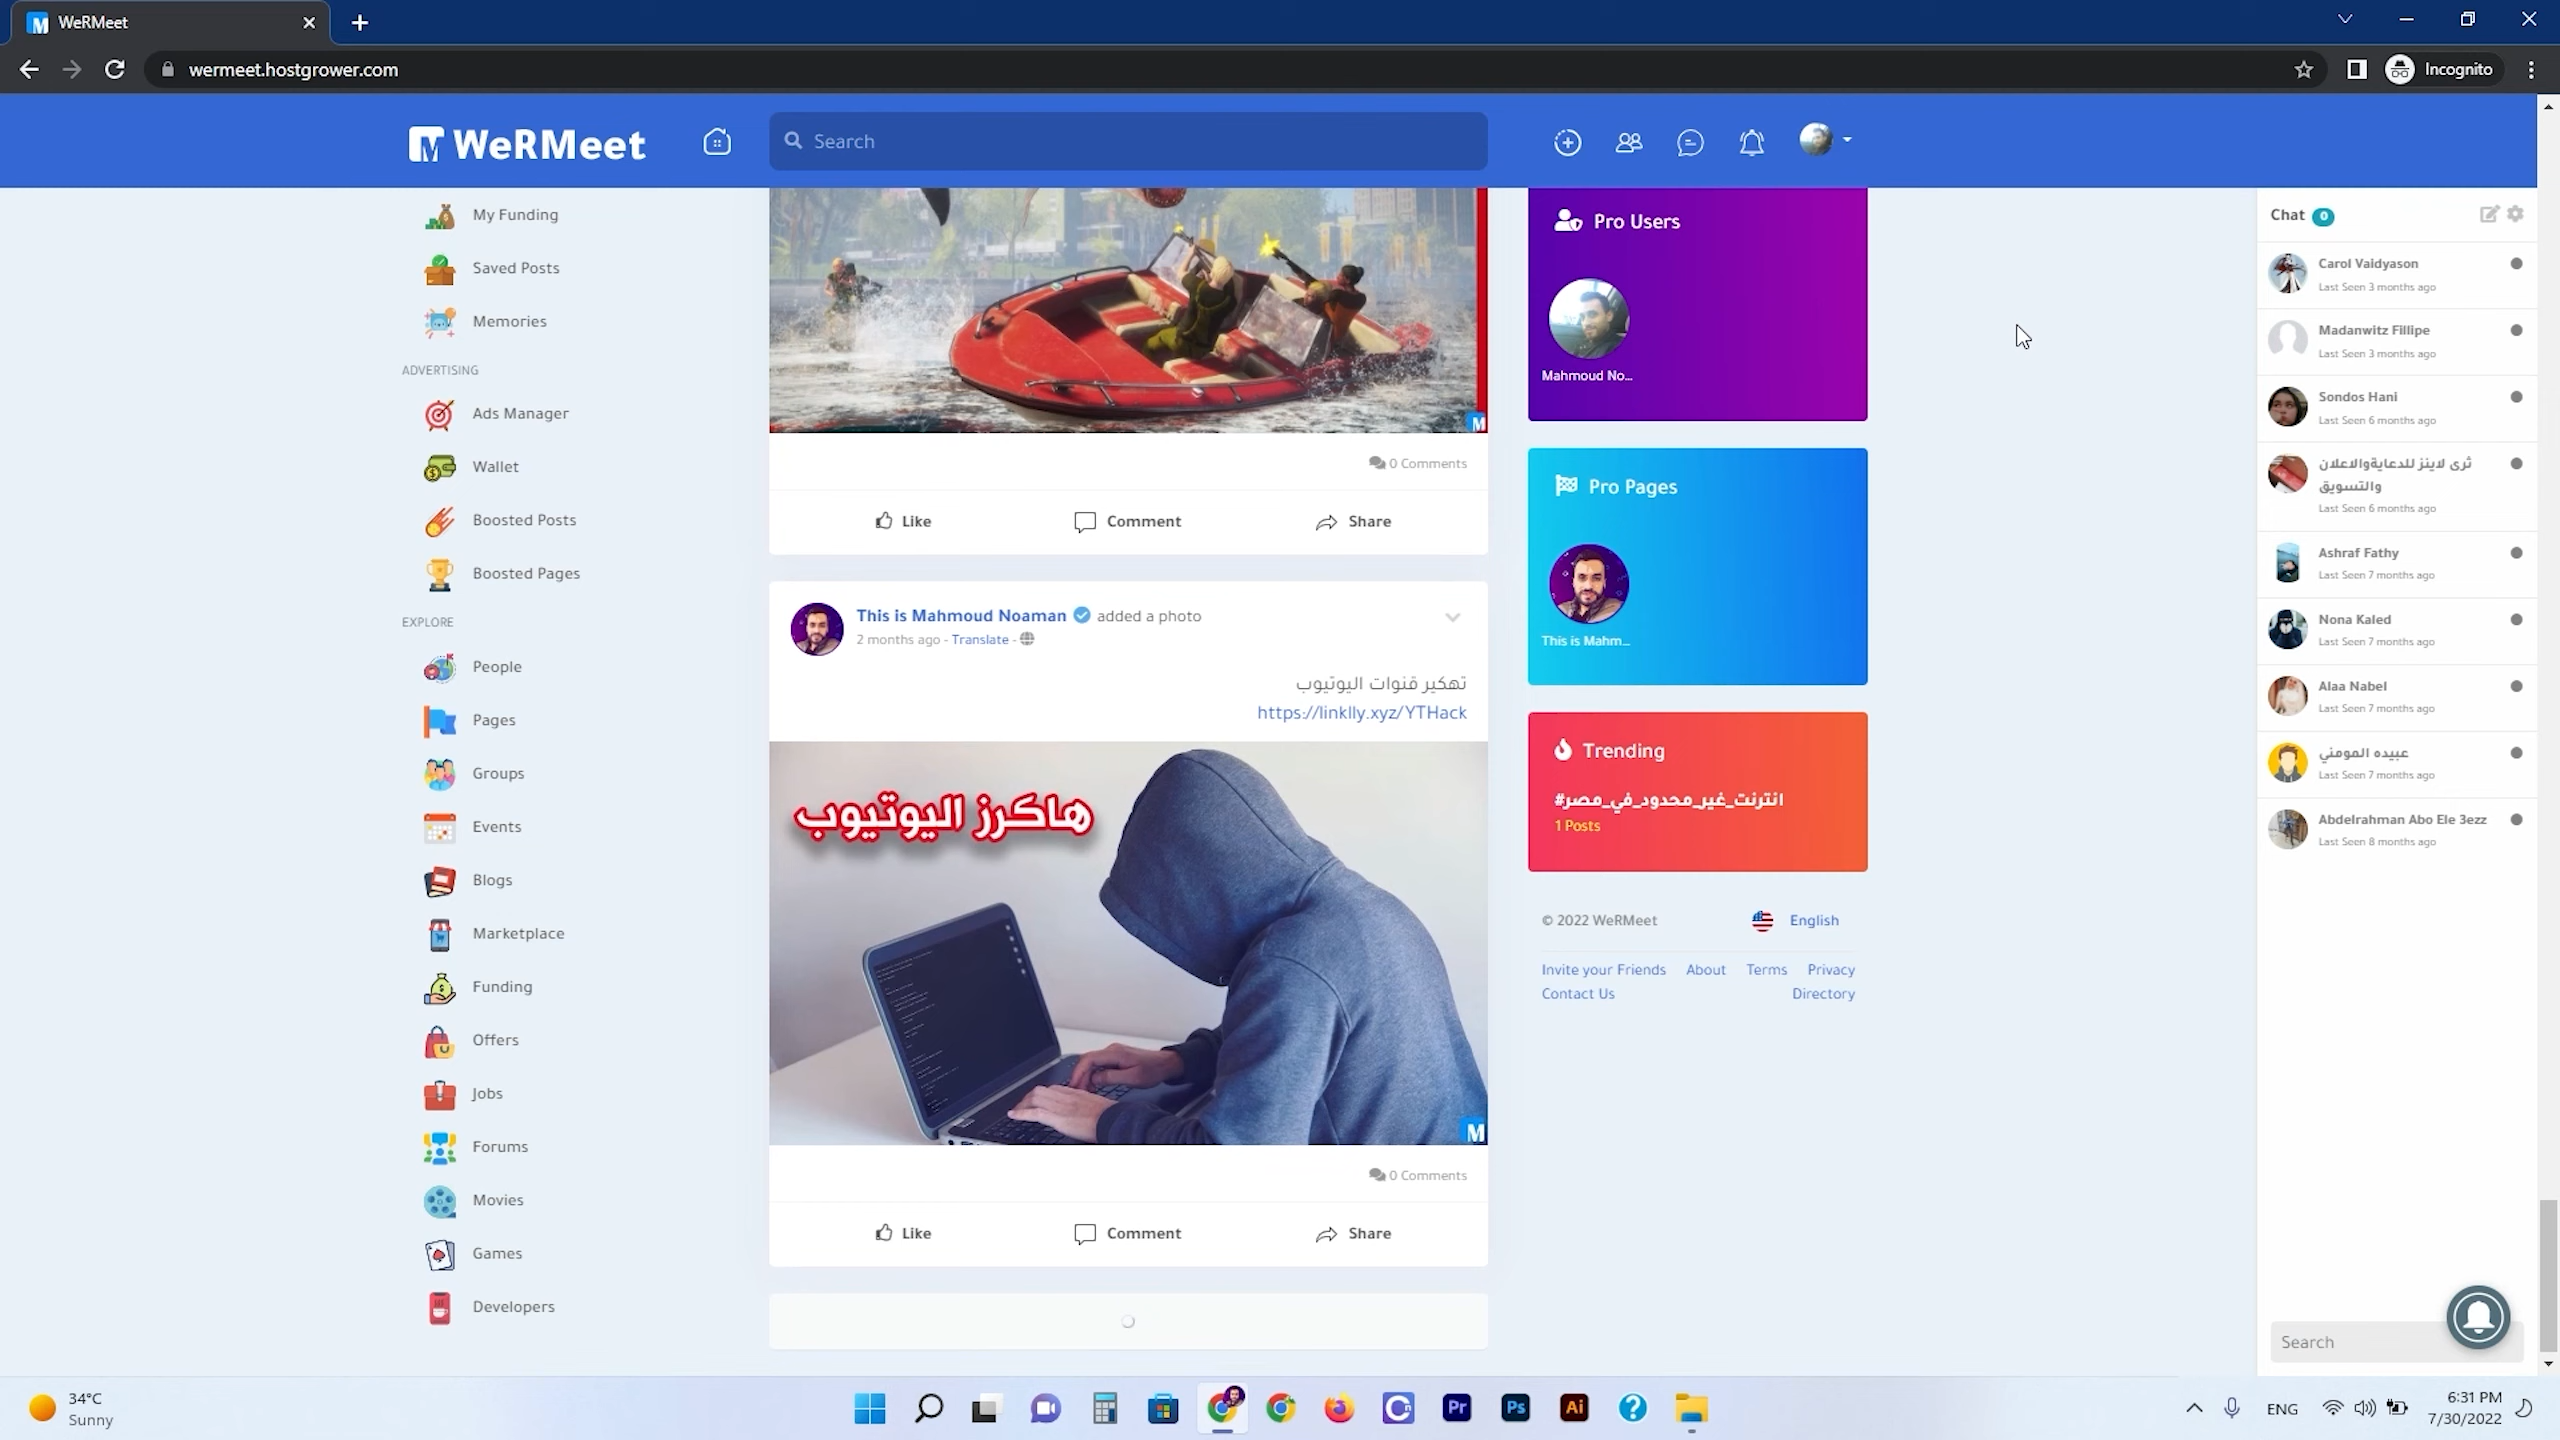 WeRMeet
wermeet.hostgrower.com
Incognito
WeRMeet
Search
My Funding
Saved Posts
Memories
ADVERTISING
Ads Manager
Wallet
Boosted Posts
Boosted Pages
EXPLORE
People
Pages
Groups
Events
Blogs
Marketplace
Funding
Offers
Jobs
Forums
Movies
Games
Developers
0 Comments
Like Comment Share
This is Mahmoud Noaman added a photo
2 months ago - Translate -
تهكير قنوات اليوتيوب
https://linklly.xyz/YTHack
هاكرز اليوتيوب
0 Comments
Like Comment Share
Pro Users
Mahmoud No...
Pro Pages
This is Mahm...
Trending
#انترنت_غير_محدود_في_مصر
1 Posts
© 2022 WeRMeet English
Invite your Friends About Terms Privacy
Contact Us Directory
Chat 0
Carol Vaidyason
Last Seen 3 months ago
Madanwitz Fillipe
Last Seen 3 months ago
Sondos Hani
Last Seen 6 months ago
ثرى لاينز للدعايةوالاعلان
والتسويق
Last Seen 6 months ago
Ashraf Fathy
Last Seen 7 months ago
Nona Kaled
Last Seen 7 months ago
Alaa Nabel
Last Seen 7 months ago
عبيده المومني
Last Seen 7 months ago
Abdelrahman Abo Ele 3ezz
Last Seen 8 months ago
Search
34°C
Sunny
Pr
Ps
Ai
ENG
6:31 PM
7/30/2022